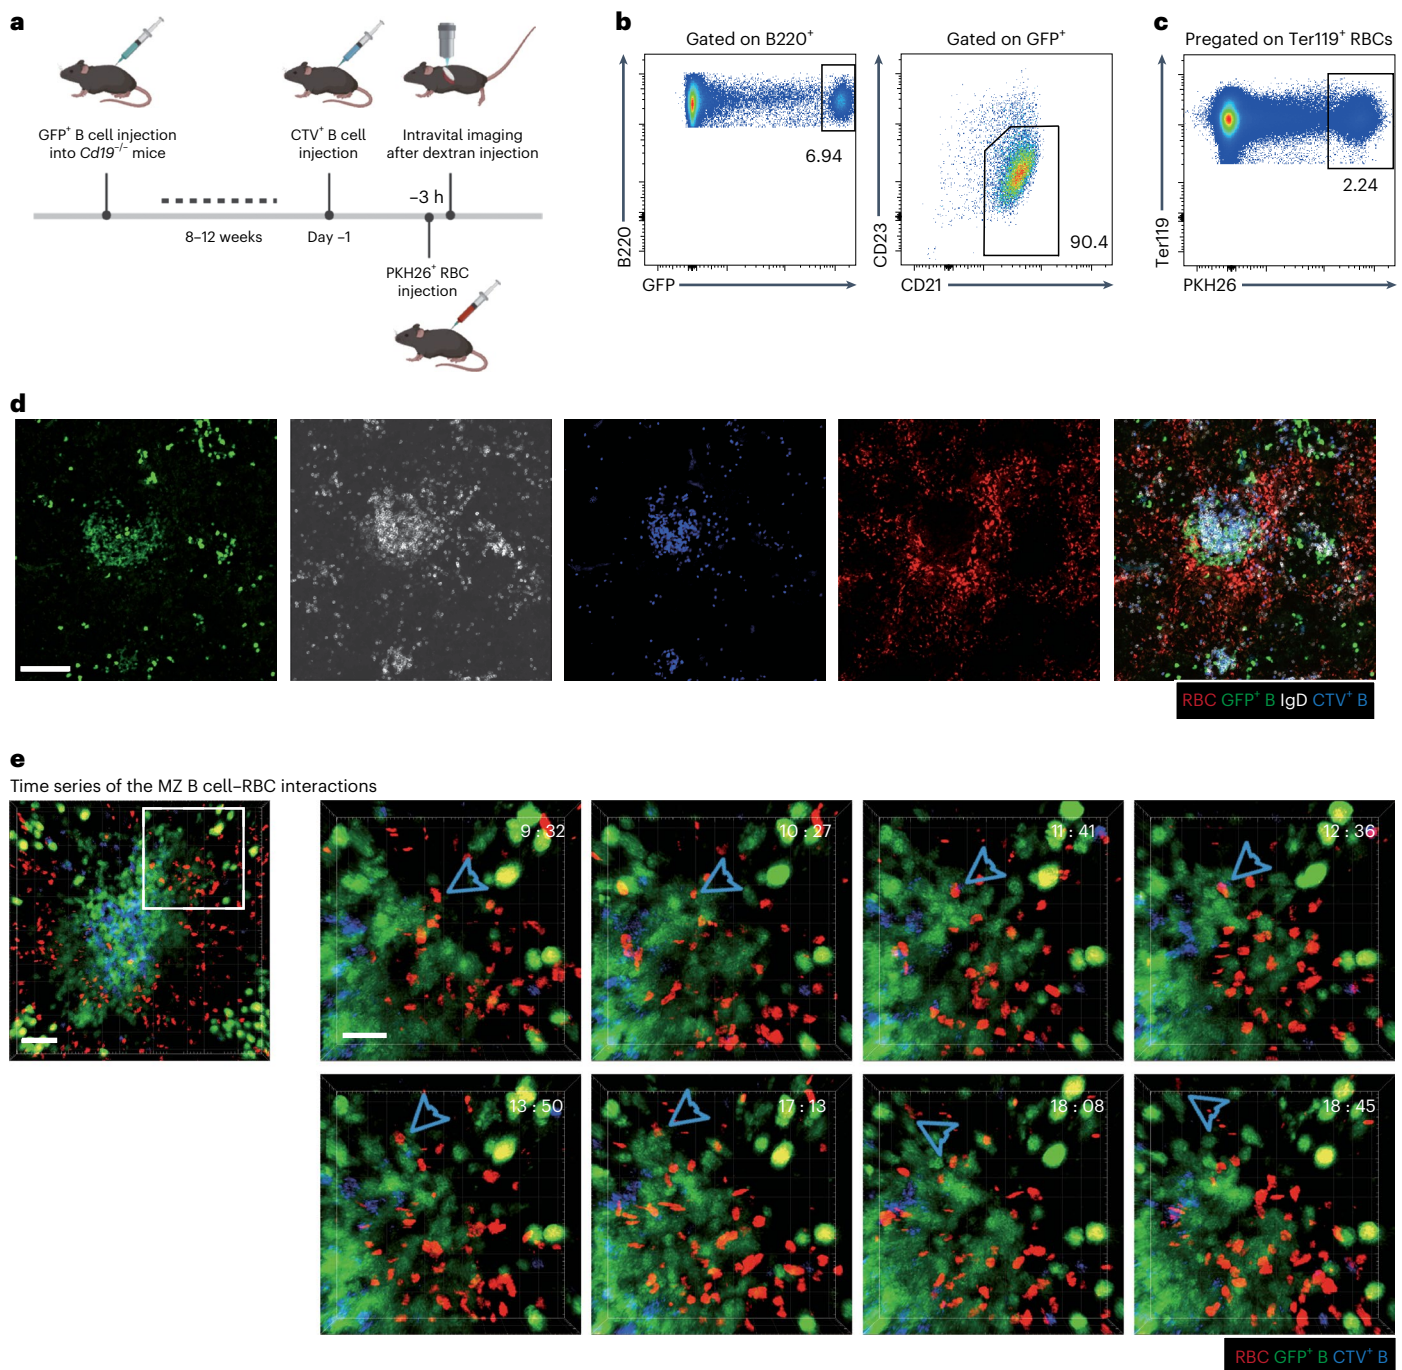 a
GFP⁺ B cell injection
into Cd19⁻/⁻ mice
CTV⁺ B cell
injection
Intravital imaging
after dextran injection
–3 h
8–12 weeks
Day –1
PKH26⁺ RBC
injection
b
Gated on B220⁺
B220
6.94
GFP
Gated on GFP⁺
CD23
90.4
CD21
c
Pregated on Ter119⁺ RBCs
Ter119
2.24
PKH26
d
RBC GFP⁺ B IgD CTV⁺ B
e
Time series of the MZ B cell–RBC interactions
9 : 32
10 : 27
11 : 41
12 : 36
13 : 50
17 : 13
18 : 08
18 : 45
RBC GFP⁺ B CTV⁺ B